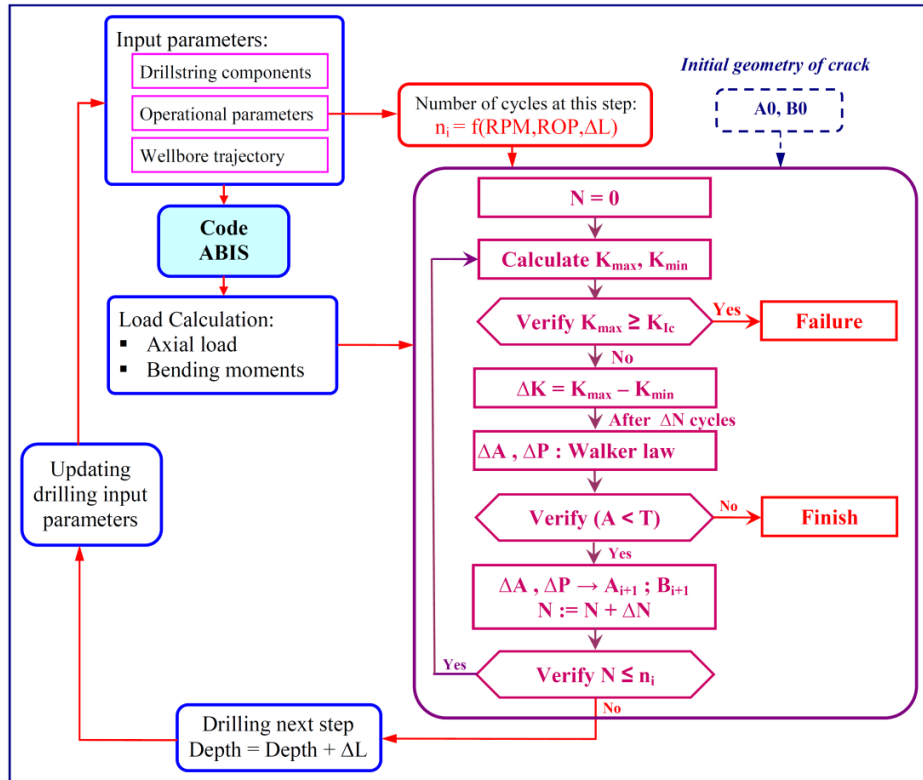 Input parameters:
Drillstring components
Operational parameters
Wellbore trajectory
Number of cycles at this step:
nᵢ = f(RPM,ROP,ΔL)
Initial geometry of crack
A0, B0
Code
ABIS
Load Calculation:
▪ Axial load
▪ Bending moments
N = 0
Calculate Kmax, Kmin
Verify Kmax ≥ KIc
Yes
Failure
No
ΔK = Kmax – Kmin
After ΔN cycles
ΔA , ΔP : Walker law
Verify (A < T)
No
Finish
Yes
ΔA , ΔP → Ai+1 ; Bi+1
N := N + ΔN
Verify N ≤ nᵢ
Yes
No
Updating
drilling input
parameters
Drilling next step
Depth = Depth + ΔL